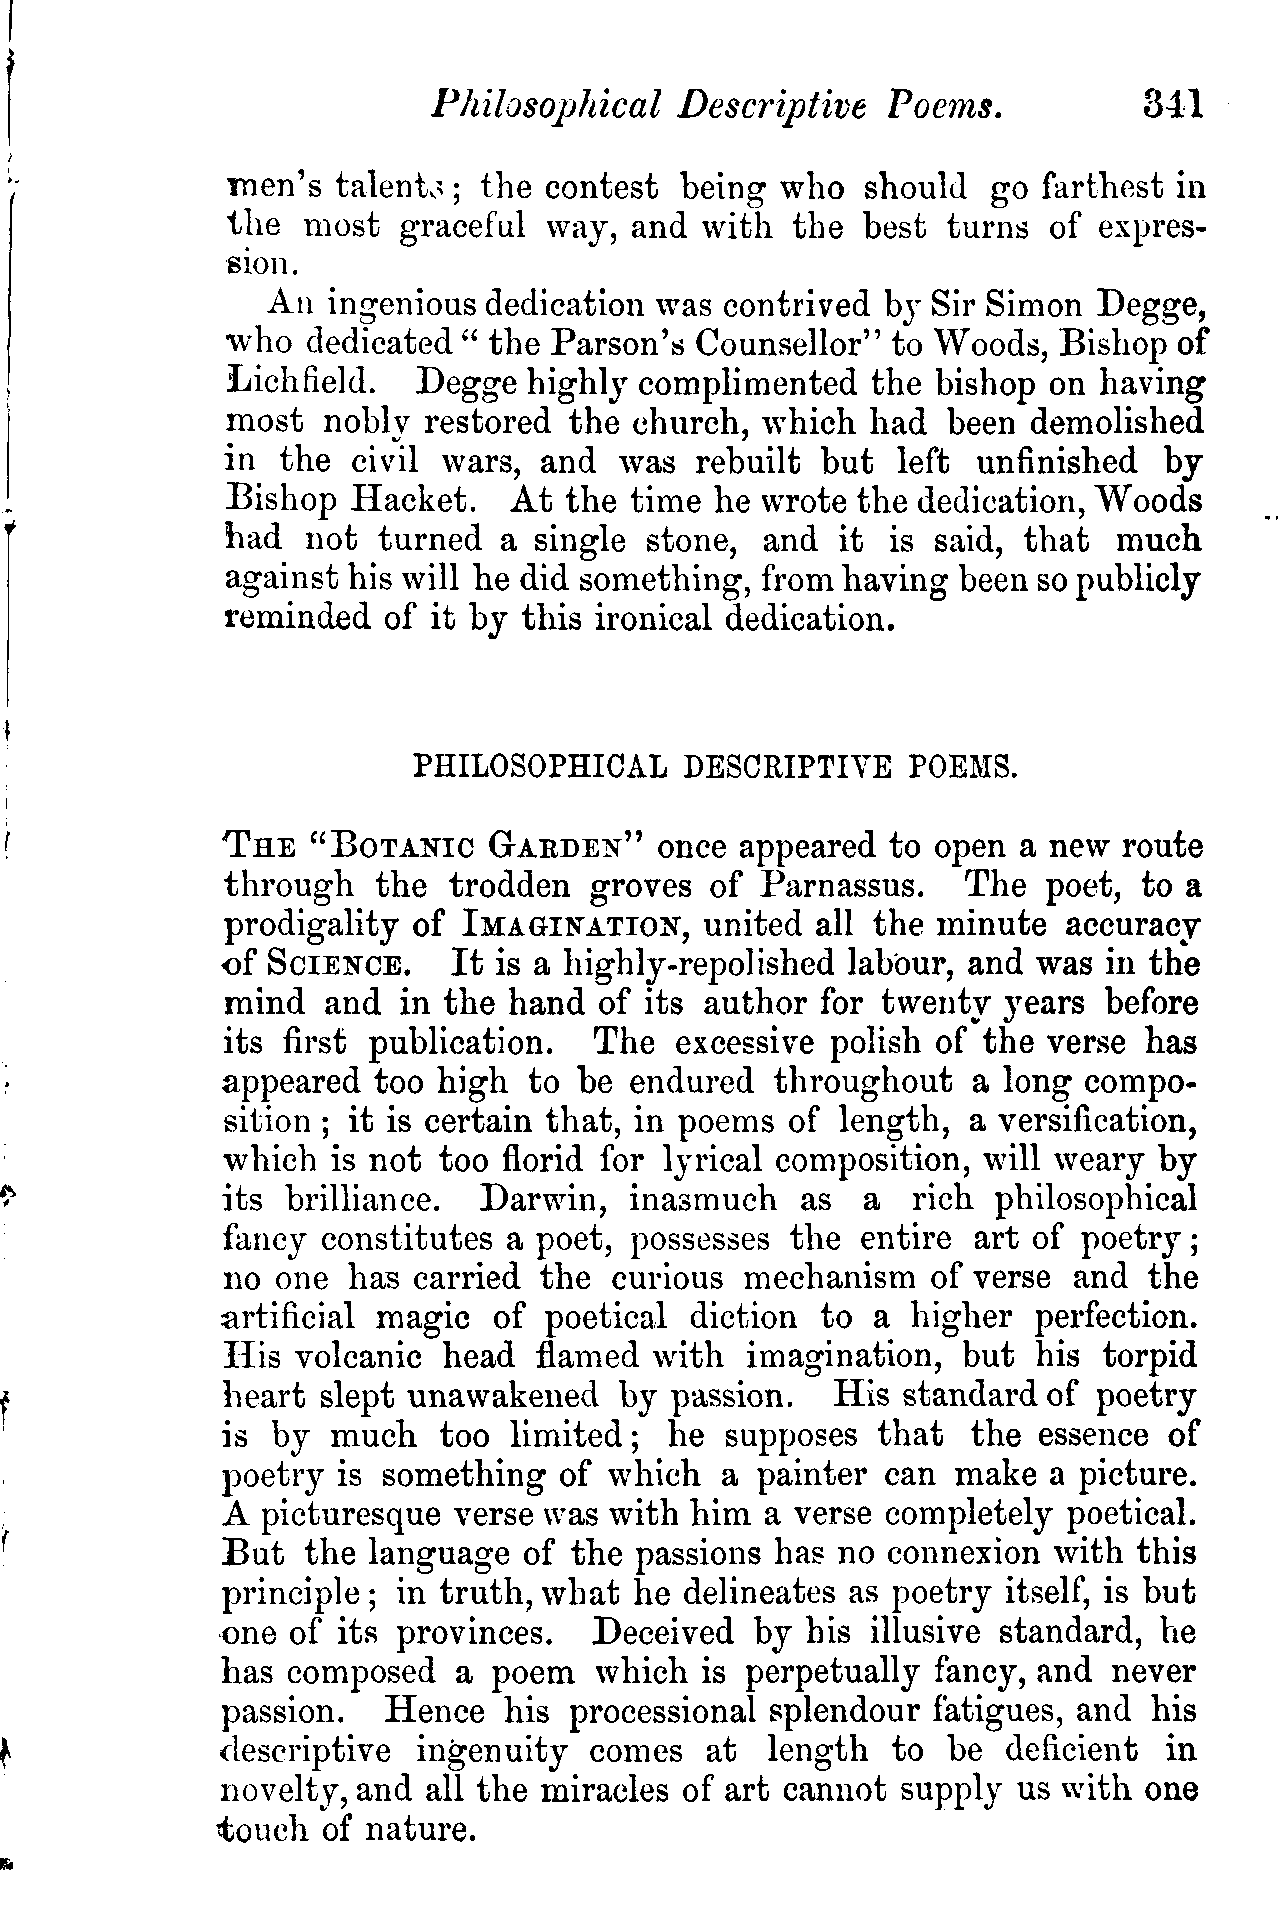 Philosophical Descriptive Poems. 341
men's talents; the contest being who should go farthest in
the most graceful way, and with the best turns of expres-
sion.
An ingenious dedication was contrived by Sir Simon Degge,
who dedicated "the Parson's Counsellor" to Woods, Bishop of
Lichfield. Degge highly complimented the bishop on having
most nobly restored the church, which had been demolished
in the civil wars, and was rebuilt but left unfinished by
Bishop Hacket. At the time he wrote the dedication, Woods
had not turned a single stone, and it is said, that much
against his will he did something, from having been so publicly
reminded of it by this ironical dedication.
PHILOSOPHICAL DESCRIPTIVE POEMS.
THE "BOTANIC GARDEN" once appeared to open a new route
through the trodden groves of Parnassus. The poet, to a
prodigality of IMAGINATION, united all the minute accuracy
of SCIENCE. It is a highly-repolished labour, and was in the
mind and in the hand of its author for twenty years before
its first publication. The excessive polish of the verse has
appeared too high to be endured throughout a long compo-
sition; it is certain that, in poems of length, a versification,
which is not too florid for lyrical composition, will weary by
its brilliance. Darwin, inasmuch as a rich philosophical
fancy constitutes a poet, possesses the entire art of poetry;
no one has carried the curious mechanism of verse and the
artificial magic of poetical diction to a higher perfection.
His volcanic head flamed with imagination, but his torpid
heart slept unawakened by passion. His standard of poetry
is by much too limited; he supposes that the essence of
poetry is something of which a painter can make a picture.
A picturesque verse was with him a verse completely poetical.
But the language of the passions has no connexion with this
principle; in truth, what he delineates as poetry itself, is but
one of its provinces. Deceived by his illusive standard, he
has composed a poem which is perpetually fancy, and never
passion. Hence his processional splendour fatigues, and his
descriptive ingenuity comes at length to be deficient in
novelty, and all the miracles of art cannot supply us with one
touch of nature.